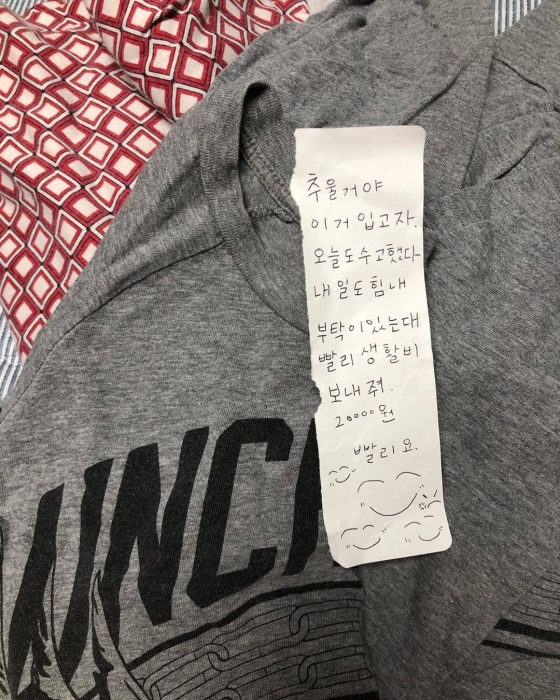 추울거야
이거 입고자.
오늘도수고했다
내일도힘내
부탁이있는대
빨리 생활비
보내줘.
20000원
빨리요.
UNCH